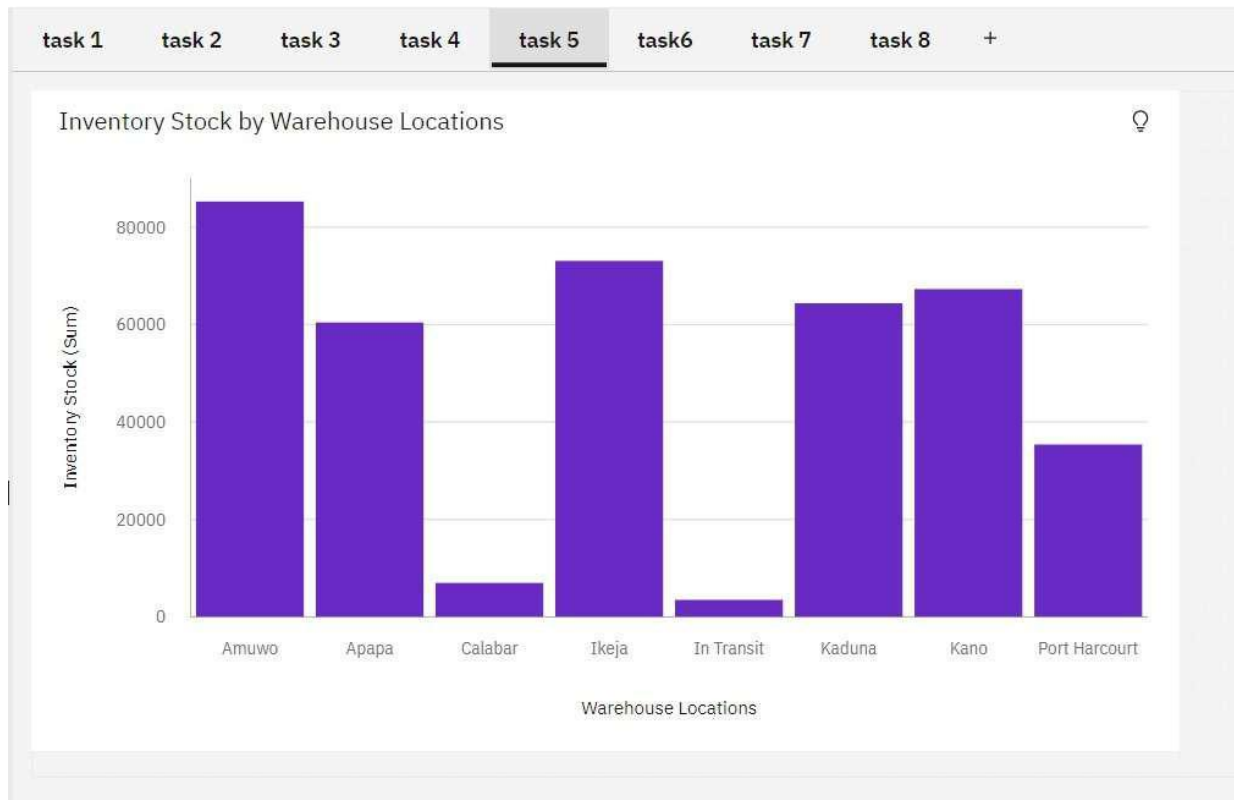 task 1 task 2 task 3 task 4 task 5 task6 task 7 task 8 +
Inventory Stock by Warehouse Locations
Inventory Stock (Sum)
80000
60000
40000
20000
0
Amuwo Apapa Calabar Ikeja In Transit Kaduna Kano Port Harcourt
Warehouse Locations